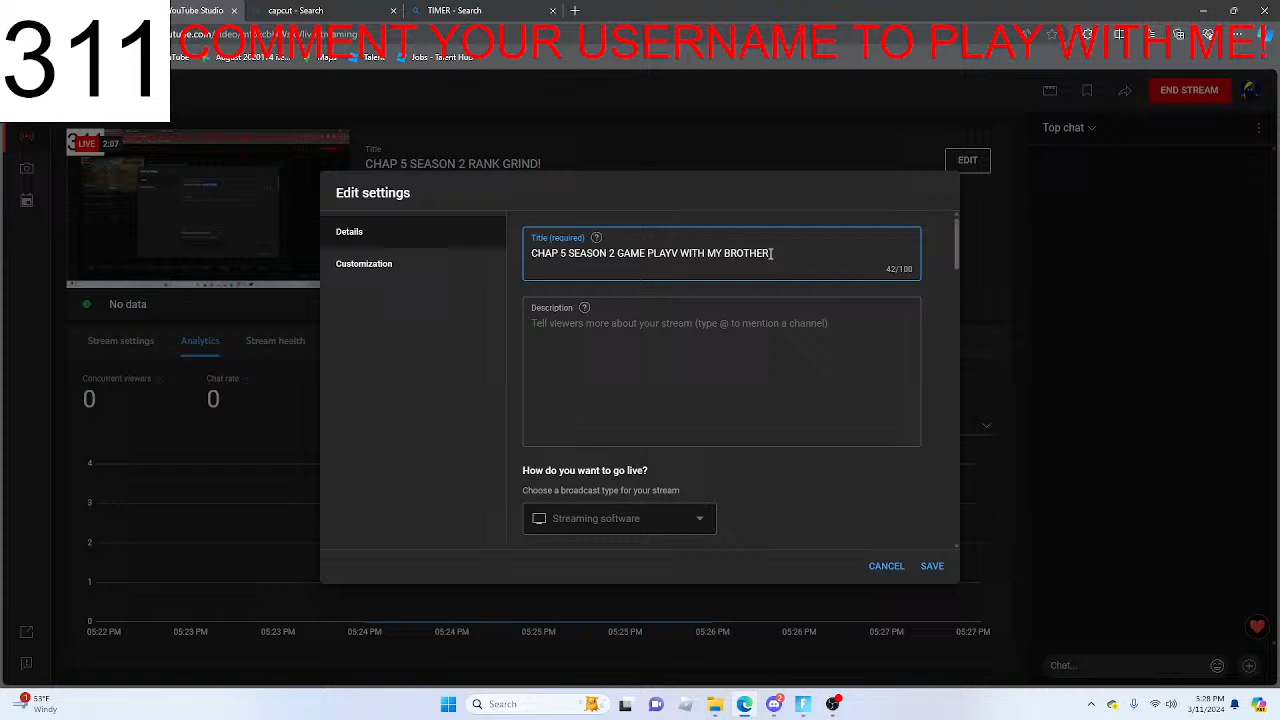 311
COMMENT YOUR USERNAME TO PLAY WITH ME!
YouTube Studio
caput - Search
TIMER - Search
Talent
Jobs - Talent Hub
END STREAM
LIVE 2:07
Title
CHAP 5 SEASON 2 RANK GRIND!
EDIT
Top chat
Edit settings
Details
Customization
Title (required)
CHAP 5 SEASON 2 GAME PLAYV WITH MY BROTHER
42/100
Description
Tell viewers more about your stream (type @ to mention a channel)
No data
Stream settings
Analytics
Stream health
Concurrent viewers
Chat rate
0
0
How do you want to go live?
Choose a broadcast type for your stream
Streaming software
CANCEL
SAVE
4
3
2
1
0
05:22 PM
05:23 PM
05:23 PM
05:24 PM
05:24 PM
05:25 PM
05:25 PM
05:26 PM
05:26 PM
05:27 PM
05:27 PM
Chat...
1
53°F
Search
2
5:28 PM
3/11/2024